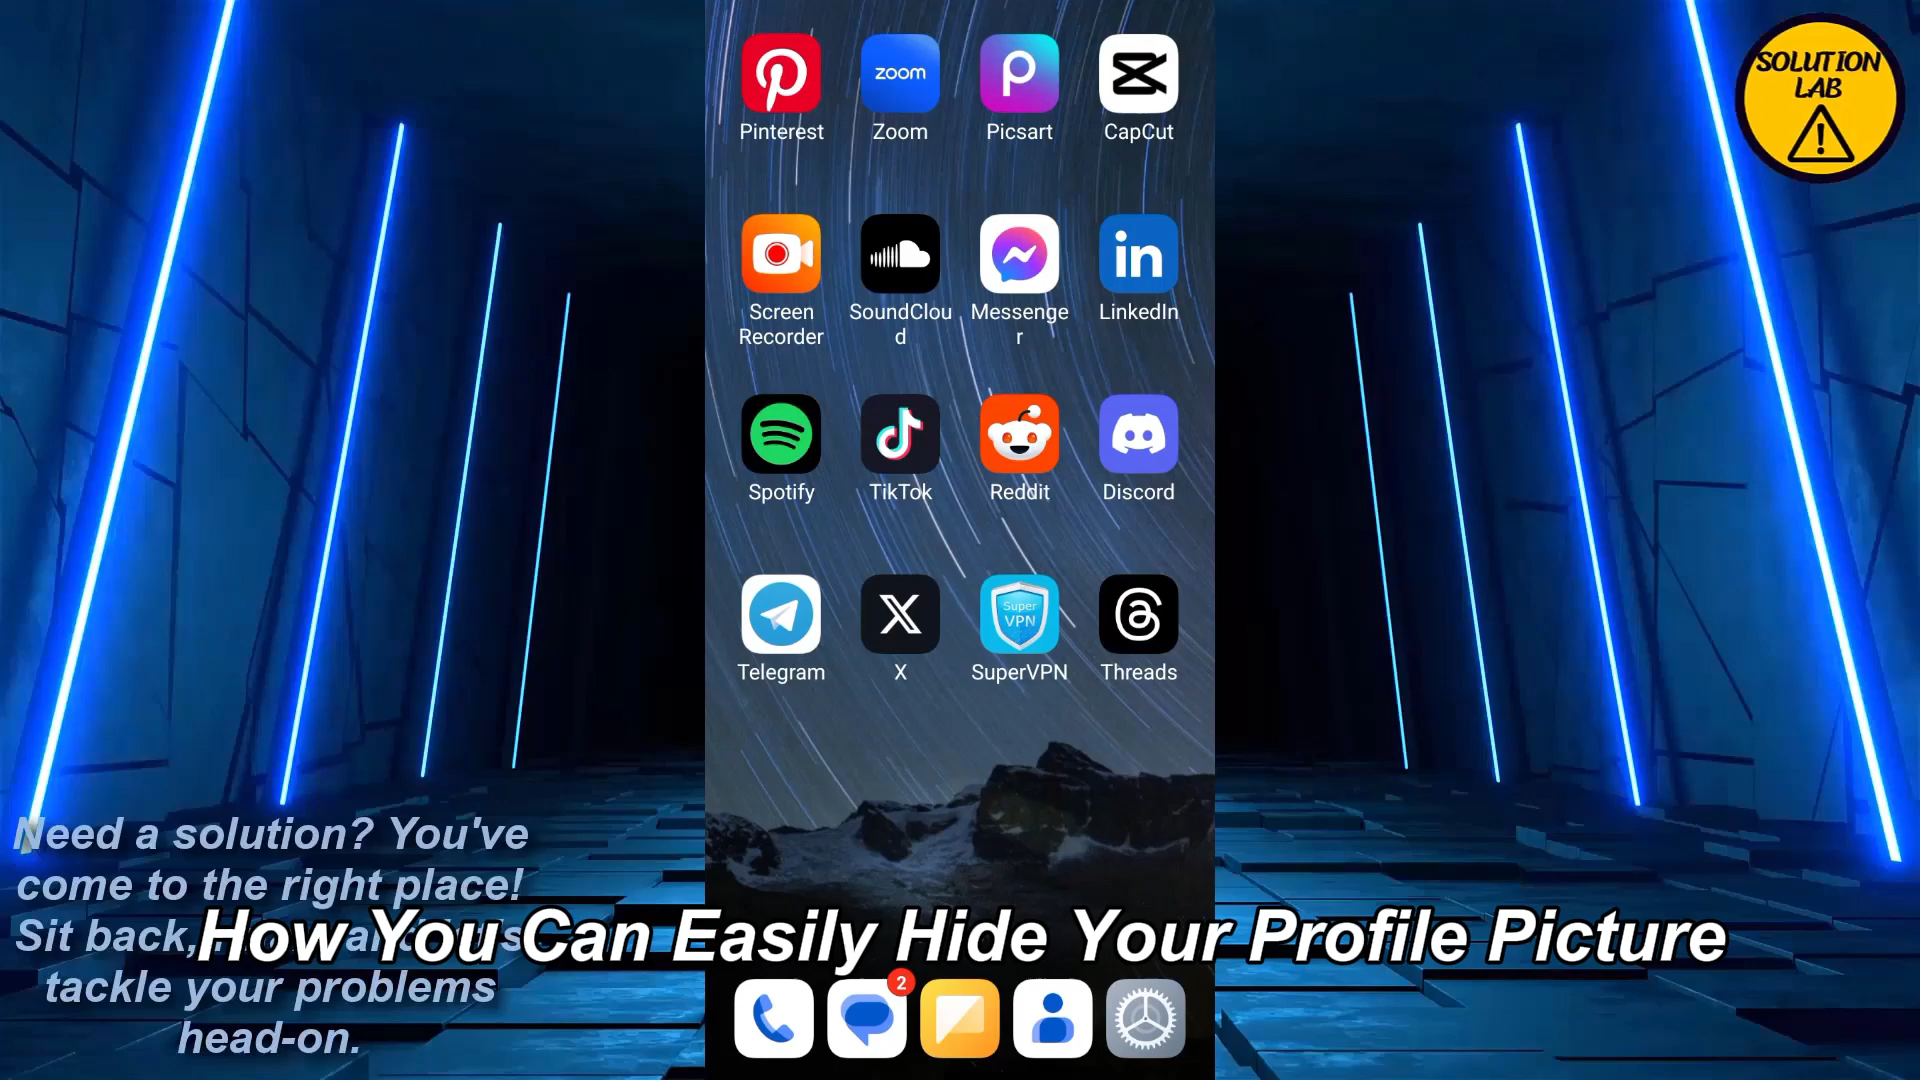 SOLUTION
LAB
Pinterest
zoom
Zoom
Picsart
CapCut
Screen
Recorder
SoundClou
d
Messenge
r
in
LinkedIn
Spotify
TikTok
Reddit
Discord
Telegram
X
Super
VPN
SuperVPN
Threads
Need a solution? You've
come to the right place!
Sit back,
tackle your problems
head-on.
How You Can Easily Hide Your Profile Picture
2